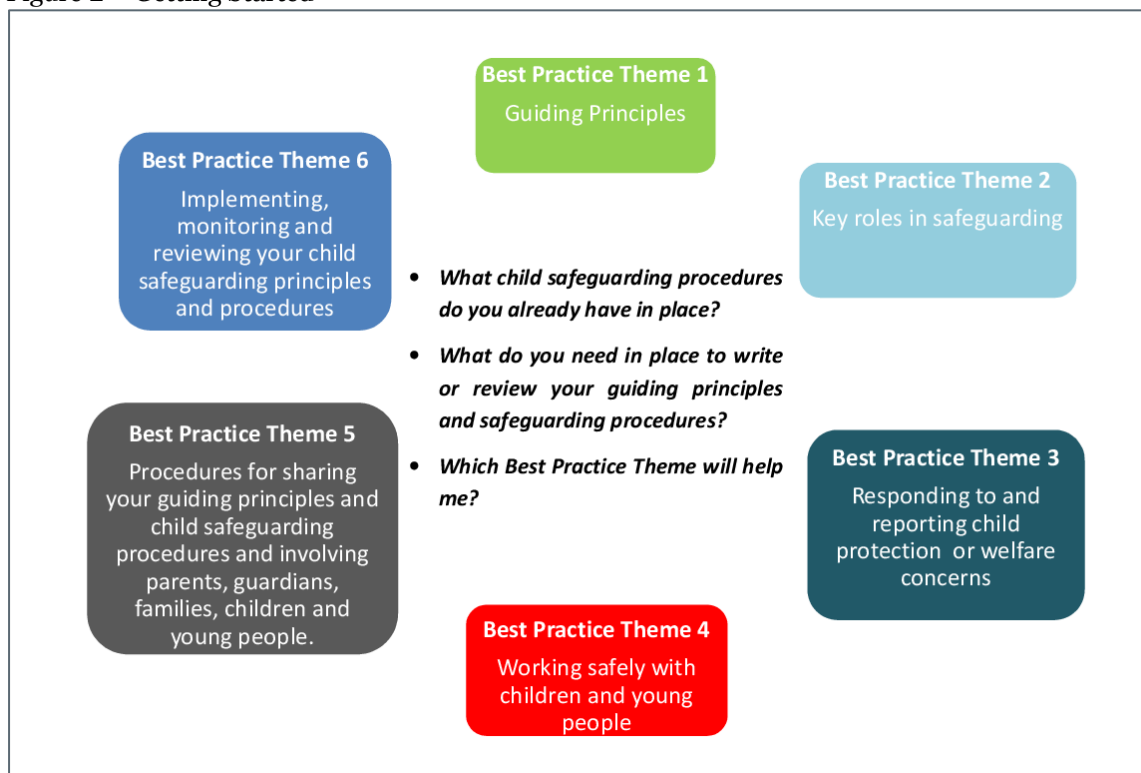 Best Practice Theme 1
Guiding Principles
Best Practice Theme 2
Key roles in safeguarding
Best Practice Theme 6
Implementing,
monitoring and
reviewing your child
safeguarding principles
and procedures
• What child safeguarding procedures
do you already have in place?
• What do you need in place to write
or review your guiding principles
and safeguarding procedures?
• Which Best Practice Theme will help
me?
Best Practice Theme 3
Responding to and
reporting child
protection or welfare
concerns
Best Practice Theme 4
Working safely with
children and young
people
Best Practice Theme 5
Procedures for sharing
your guiding principles and
child safeguarding
procedures and involving
parents, guardians,
families, children and
young people.